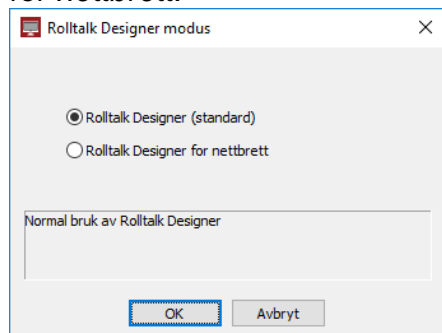 Rolltalk Designer modus
Rolltalk Designer (standard)
Rolltalk Designer for nettbrett
Normal bruk av Rolltalk Designer
OK
Avbryt